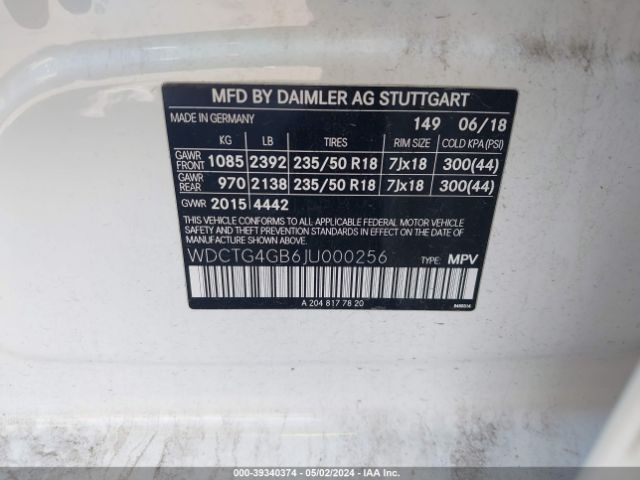 MFD BY DAIMLER AG STUTTGART
MADE IN GERMANY 149 06/18
KG LB TIRES RIM SIZE COLD KPA (PSI)
GAWR FRONT 1085 2392 235/50 R18 7Jx18 300(44)
GAWR REAR 970 2138 235/50 R18 7Jx18 300(44)
GVWR 2015 4442
THIS VEHICLE CONFORMS TO ALL APPLICABLE FEDERAL MOTOR VEHICLE
SAFETY, BUMPER, AND THEFT PREVENTION STANDARDS IN EFFECT
ON THE DATE OF MANUFACTURE SHOWN ABOVE.
WDCTG4GB6JU000256 TYPE: MPV
A 204 817 78 20
000-39340374 — 05/02/2024 — IAA Inc.